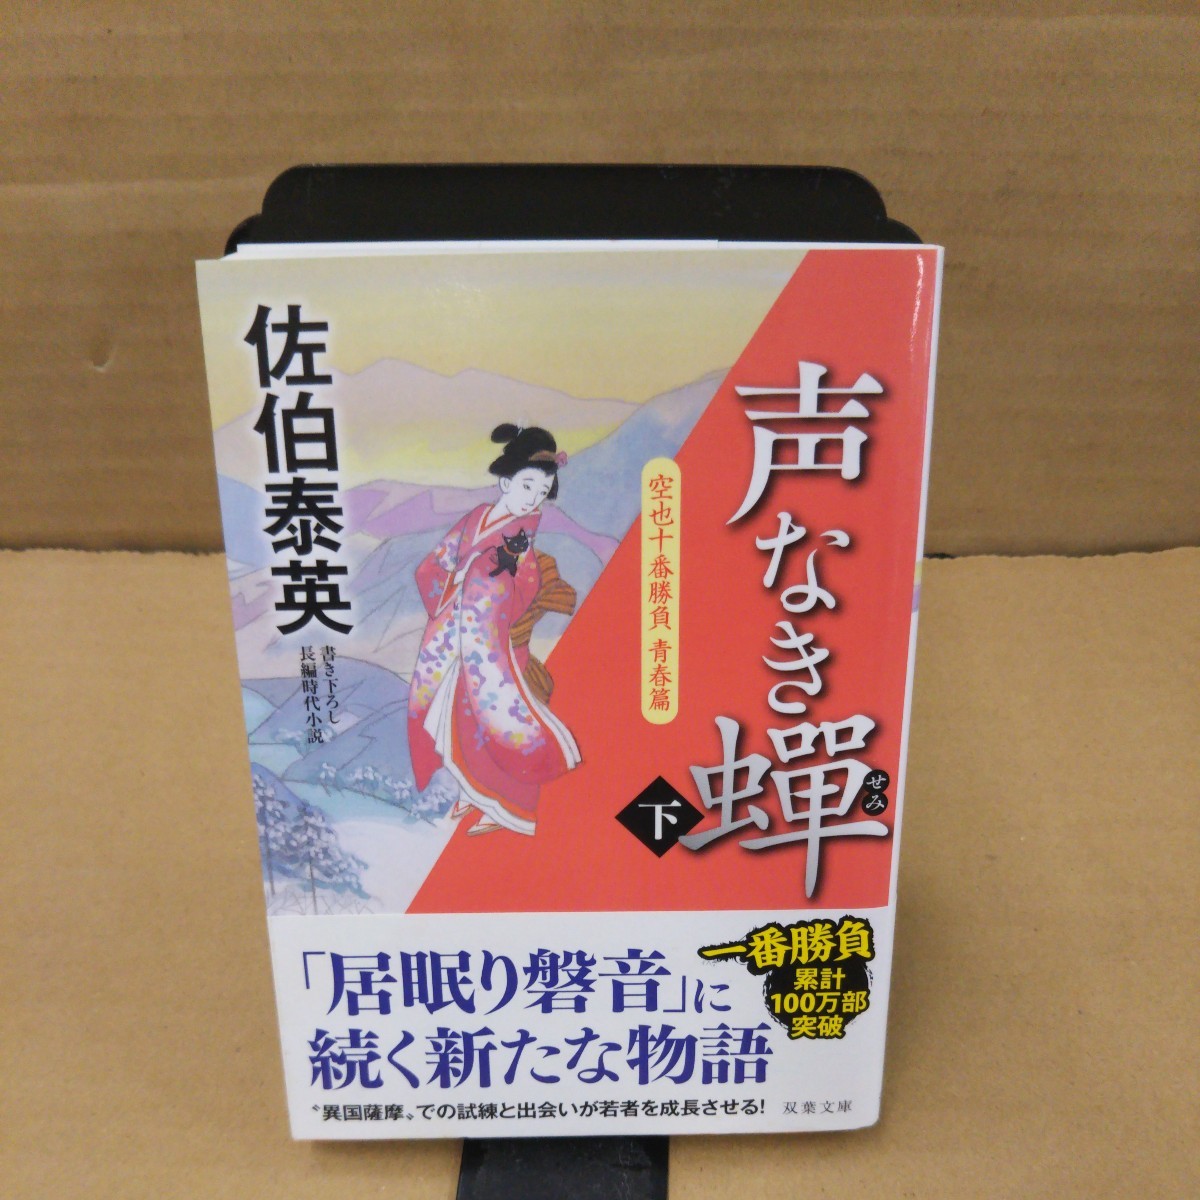 声なき蟬
せみ
下
空也十番勝負 青春篇
佐伯泰英
書き下ろし
長編時代小説
一番勝負
累計
100万部
突破
「居眠り磐音」に
続く新たな物語
〝異国薩摩〟での試練と出会いが若者を成長させる!
双葉文庫